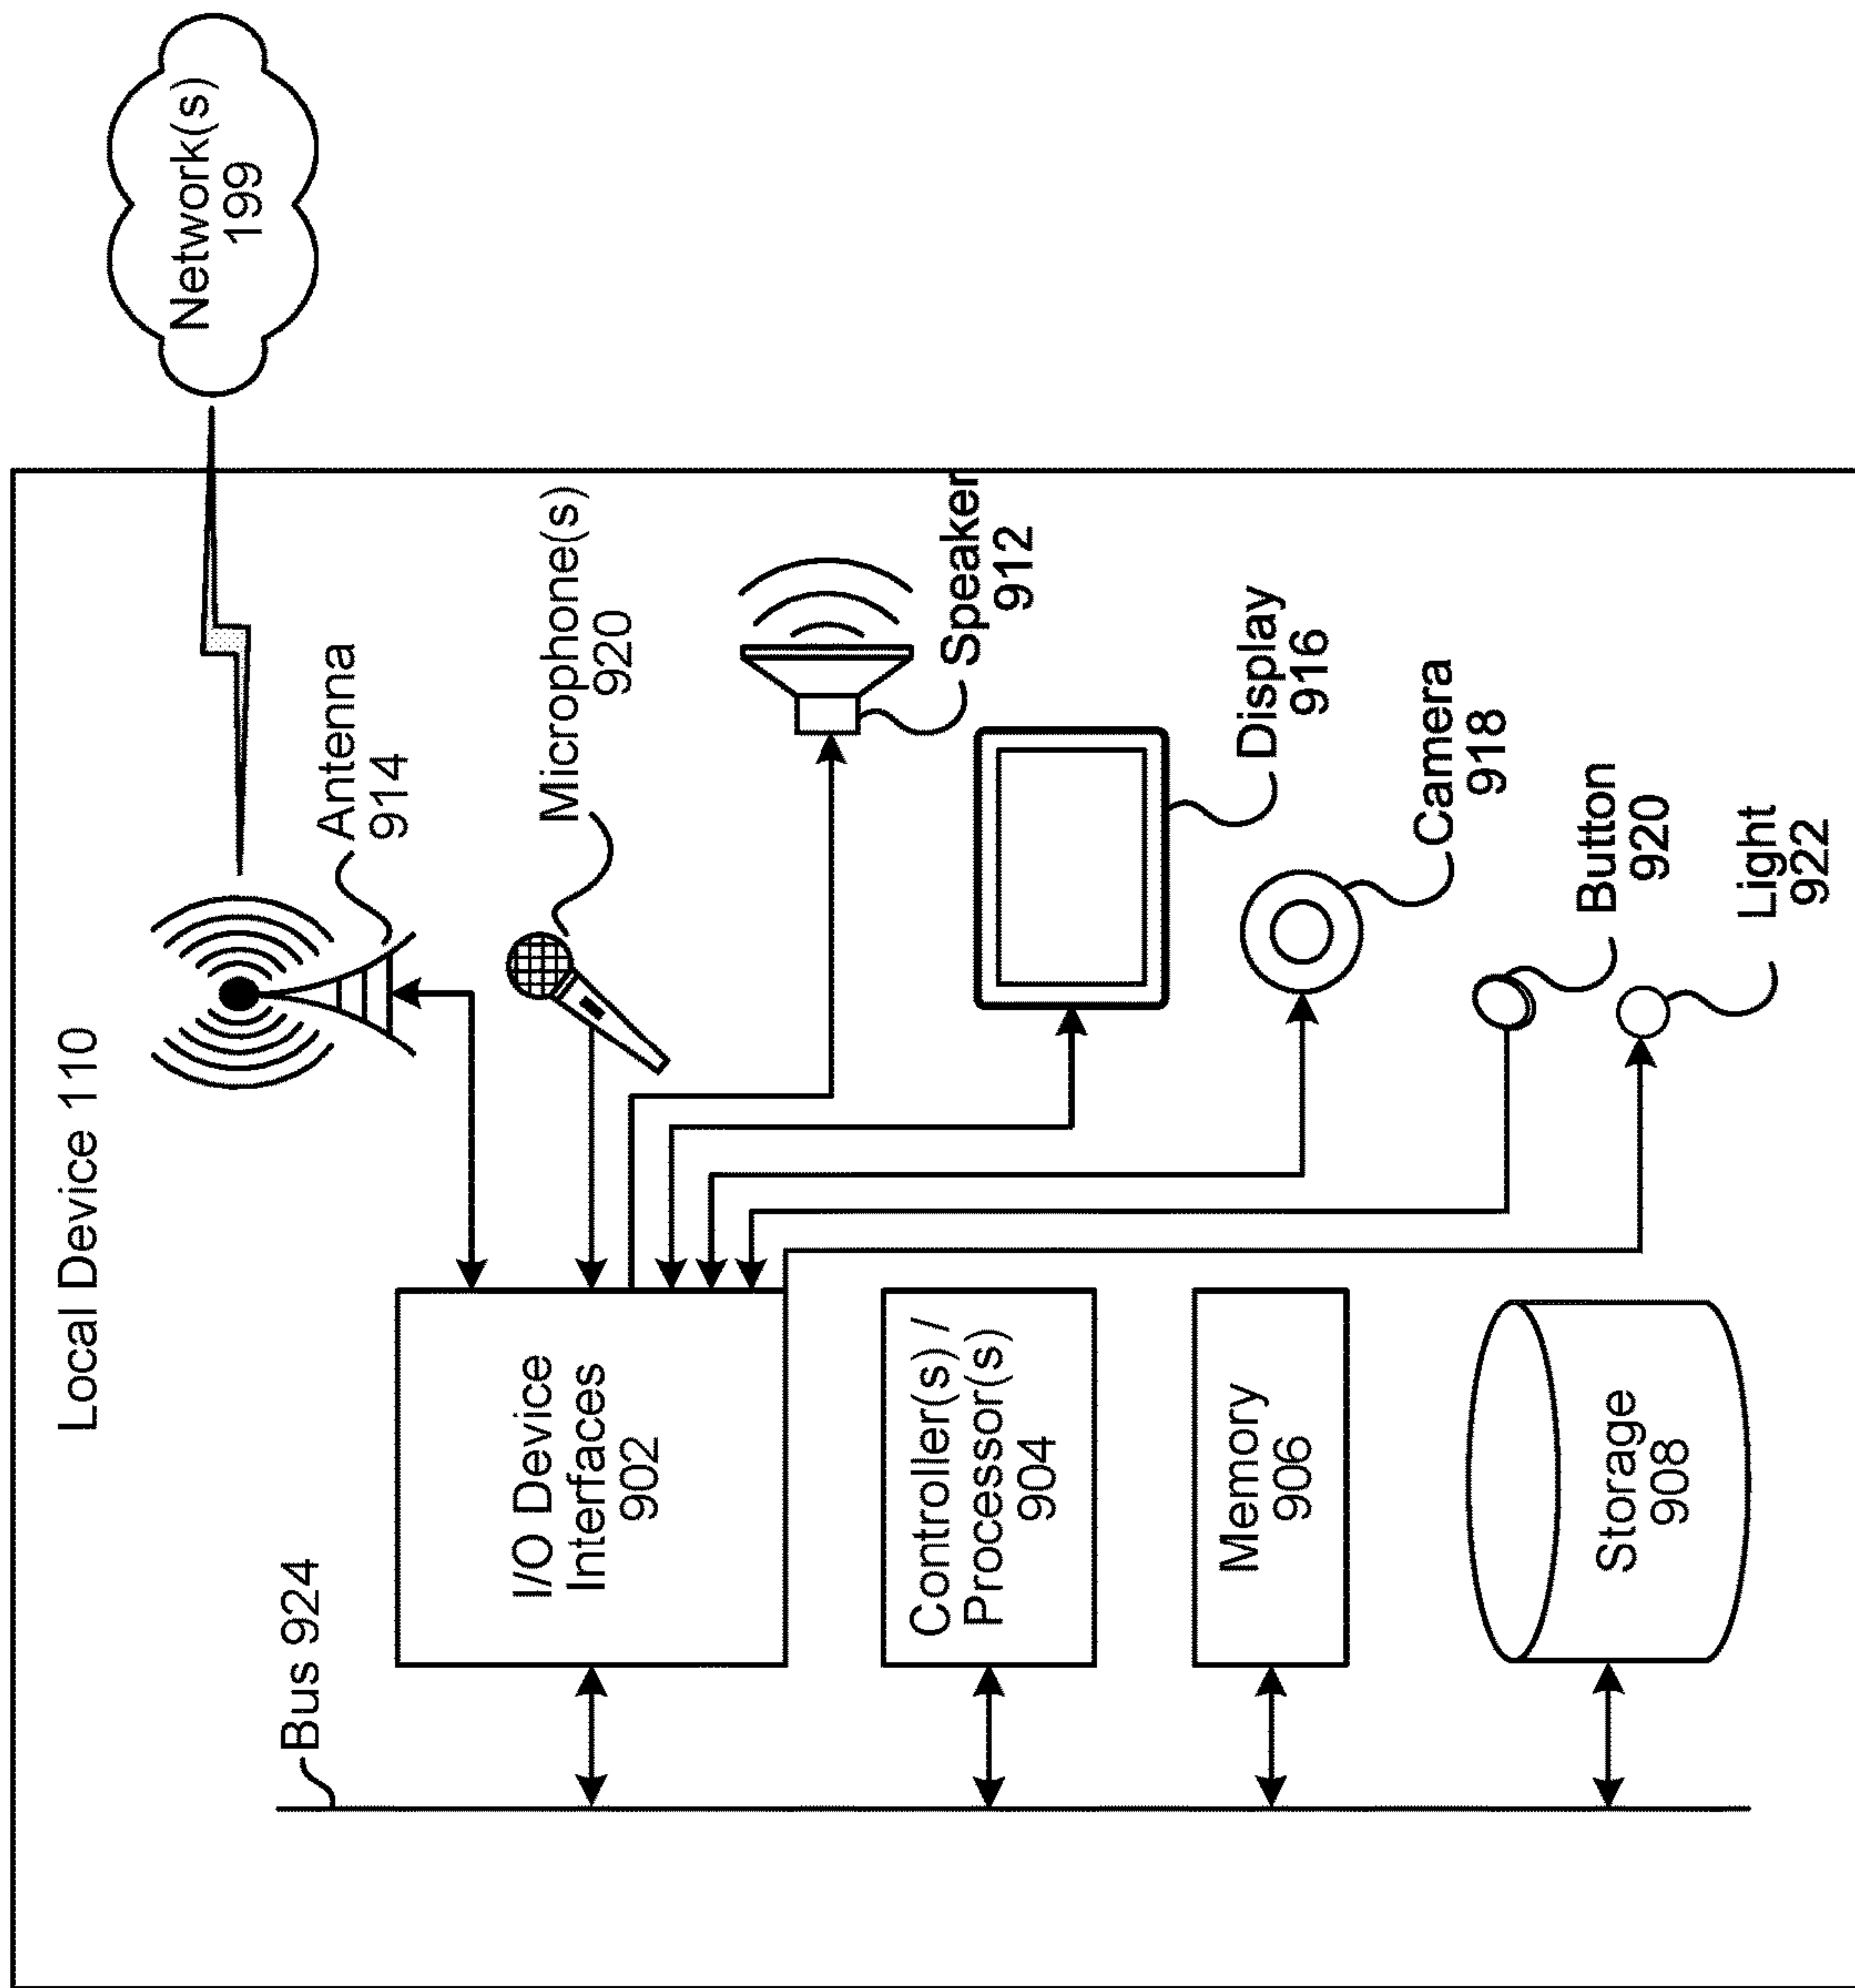 Local Device 110
Bus 924
I/O Device
Interfaces
902
Antenna
914
Network(s)
199
Microphone(s)
920
Speaker
912
Controller(s) /
Processor(s)
904
Display
916
Memory
906
Camera
918
Storage
908
Button
920
Light
922